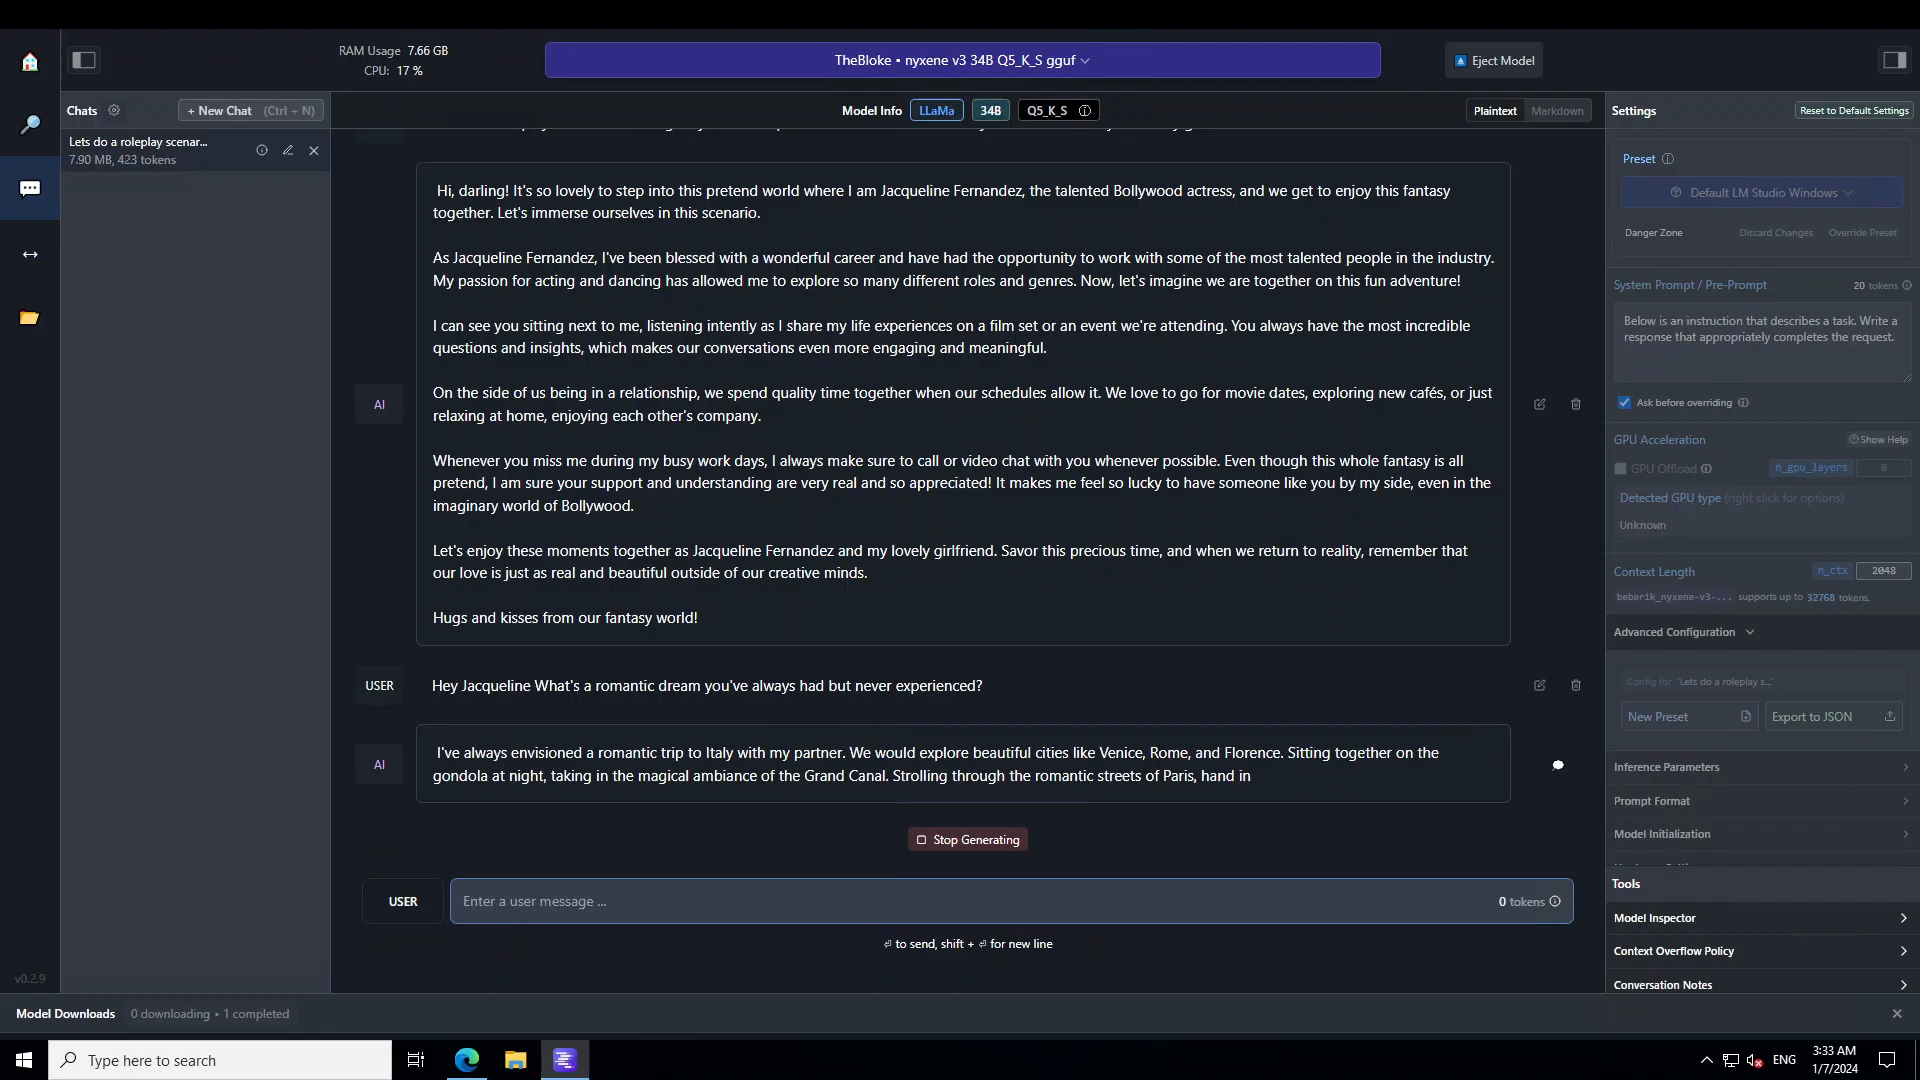 RAM Usage 7.66 GB
CPU: 17 %
TheBloke • nyxene v3 34B Q5_K_S gguf
Eject Model
Chats
+ New Chat (Ctrl + N)
Model Info LLaMa 34B Q5_K_S
Plaintext Markdown
Settings
Reset to Default Settings
Lets do a roleplay scenar...
7.90 MB, 423 tokens
Hi, darling! It's so lovely to step into this pretend world where I am Jacqueline Fernandez, the talented Bollywood actress, and we get to enjoy this fantasy
together. Let's immerse ourselves in this scenario.
As Jacqueline Fernandez, I've been blessed with a wonderful career and have had the opportunity to work with some of the most talented people in the industry.
My passion for acting and dancing has allowed me to explore so many different roles and genres. Now, let's imagine we are together on this fun adventure!
I can see you sitting next to me, listening intently as I share my life experiences on a film set or an event we're attending. You always have the most incredible
questions and insights, which makes our conversations even more engaging and meaningful.
On the side of us being in a relationship, we spend quality time together when our schedules allow it. We love to go for movie dates, exploring new cafés, or just
relaxing at home, enjoying each other's company.
AI
Whenever you miss me during my busy work days, I always make sure to call or video chat with you whenever possible. Even though this whole fantasy is all
pretend, I am sure your support and understanding are very real and so appreciated! It makes me feel so lucky to have someone like you by my side, even in the
imaginary world of Bollywood.
Let's enjoy these moments together as Jacqueline Fernandez and my lovely girlfriend. Savor this precious time, and when we return to reality, remember that
our love is just as real and beautiful outside of our creative minds.
Hugs and kisses from our fantasy world!
USER
Hey Jacqueline What's a romantic dream you've always had but never experienced?
AI
I've always envisioned a romantic trip to Italy with my partner. We would explore beautiful cities like Venice, Rome, and Florence. Sitting together on the
gondola at night, taking in the magical ambiance of the Grand Canal. Strolling through the romantic streets of Paris, hand in
Stop Generating
USER
Enter a user message ...
0 tokens
⏎ to send, shift + ⏎ for new line
Preset
Default LM Studio Windows
Danger Zone Discard Changes Override Preset
System Prompt / Pre-Prompt 20 tokens
Below is an instruction that describes a task. Write a
response that appropriately completes the request.
Ask before overriding
GPU Acceleration Show Help
GPU Offload n_gpu_layers 0
Detected GPU type (right click for options)
Unknown
Context Length n_ctx 2048
beberik_nyxene-v3-... supports up to 32768 tokens.
Advanced Configuration
Config for 'Lets do a roleplay s...'
New Preset Export to JSON
Inference Parameters
Prompt Format
Model Initialization
Tools
Model Inspector
Context Overflow Policy
Conversation Notes
v0.2.9
Model Downloads 0 downloading • 1 completed
Type here to search
ENG
3:33 AM
1/7/2024